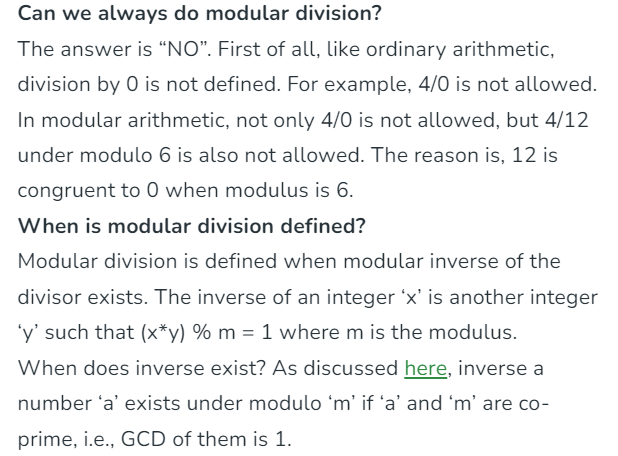 Can we always do modular division?
The answer is “NO”. First of all, like ordinary arithmetic,
division by 0 is not defined. For example, 4/0 is not allowed.
In modular arithmetic, not only 4/0 is not allowed, but 4/12
under modulo 6 is also not allowed. The reason is, 12 is
congruent to 0 when modulus is 6.
When is modular division defined?
Modular division is defined when modular inverse of the
divisor exists. The inverse of an integer ‘x’ is another integer
‘y’ such that (x*y) % m = 1 where m is the modulus.
When does inverse exist? As discussed here, inverse a
number ‘a’ exists under modulo ‘m’ if ‘a’ and ‘m’ are co-
prime, i.e., GCD of them is 1.